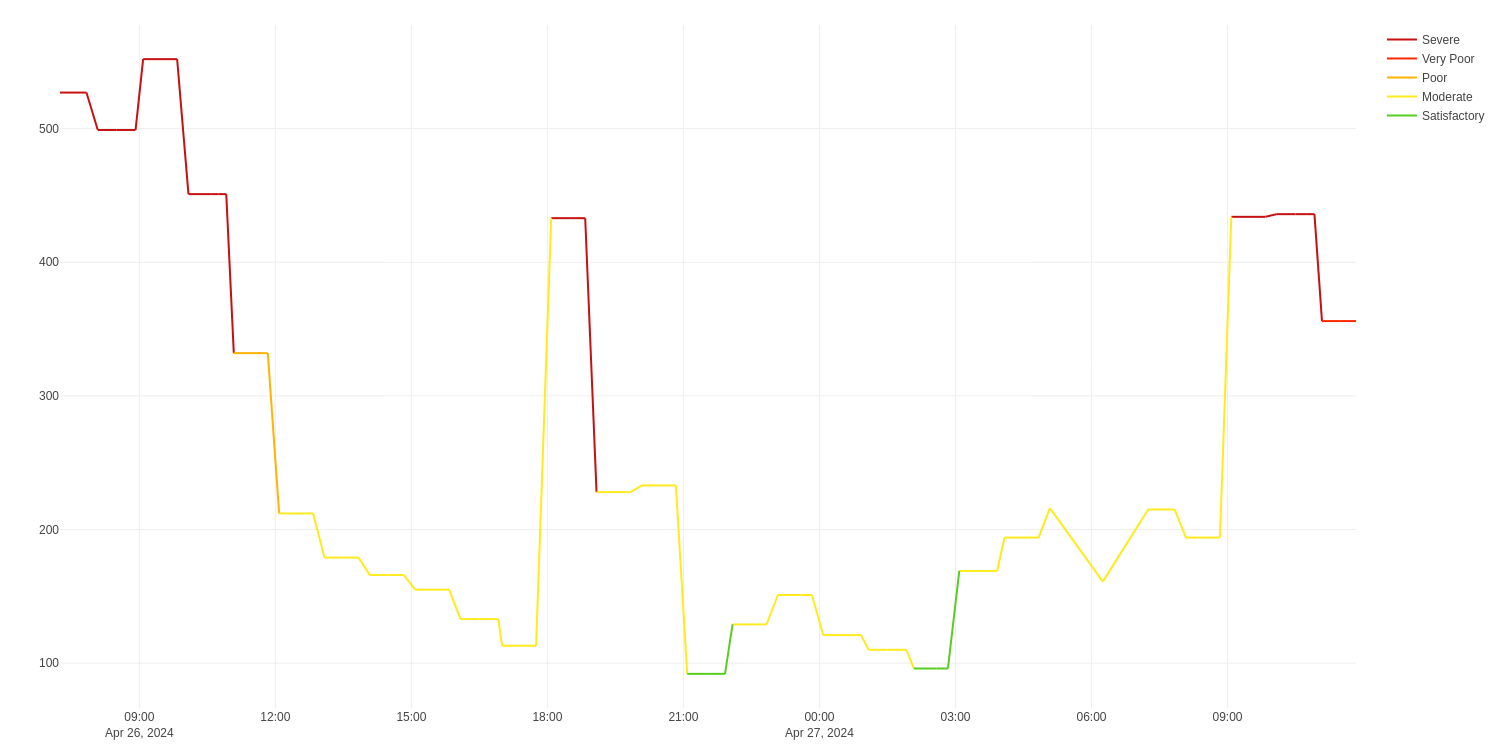 500
400
300
200
100
09:00
Apr 26, 2024
12:00
15:00
18:00
21:00
00:00
Apr 27, 2024
03:00
06:00
09:00
Severe
Very Poor
Poor
Moderate
Satisfactory